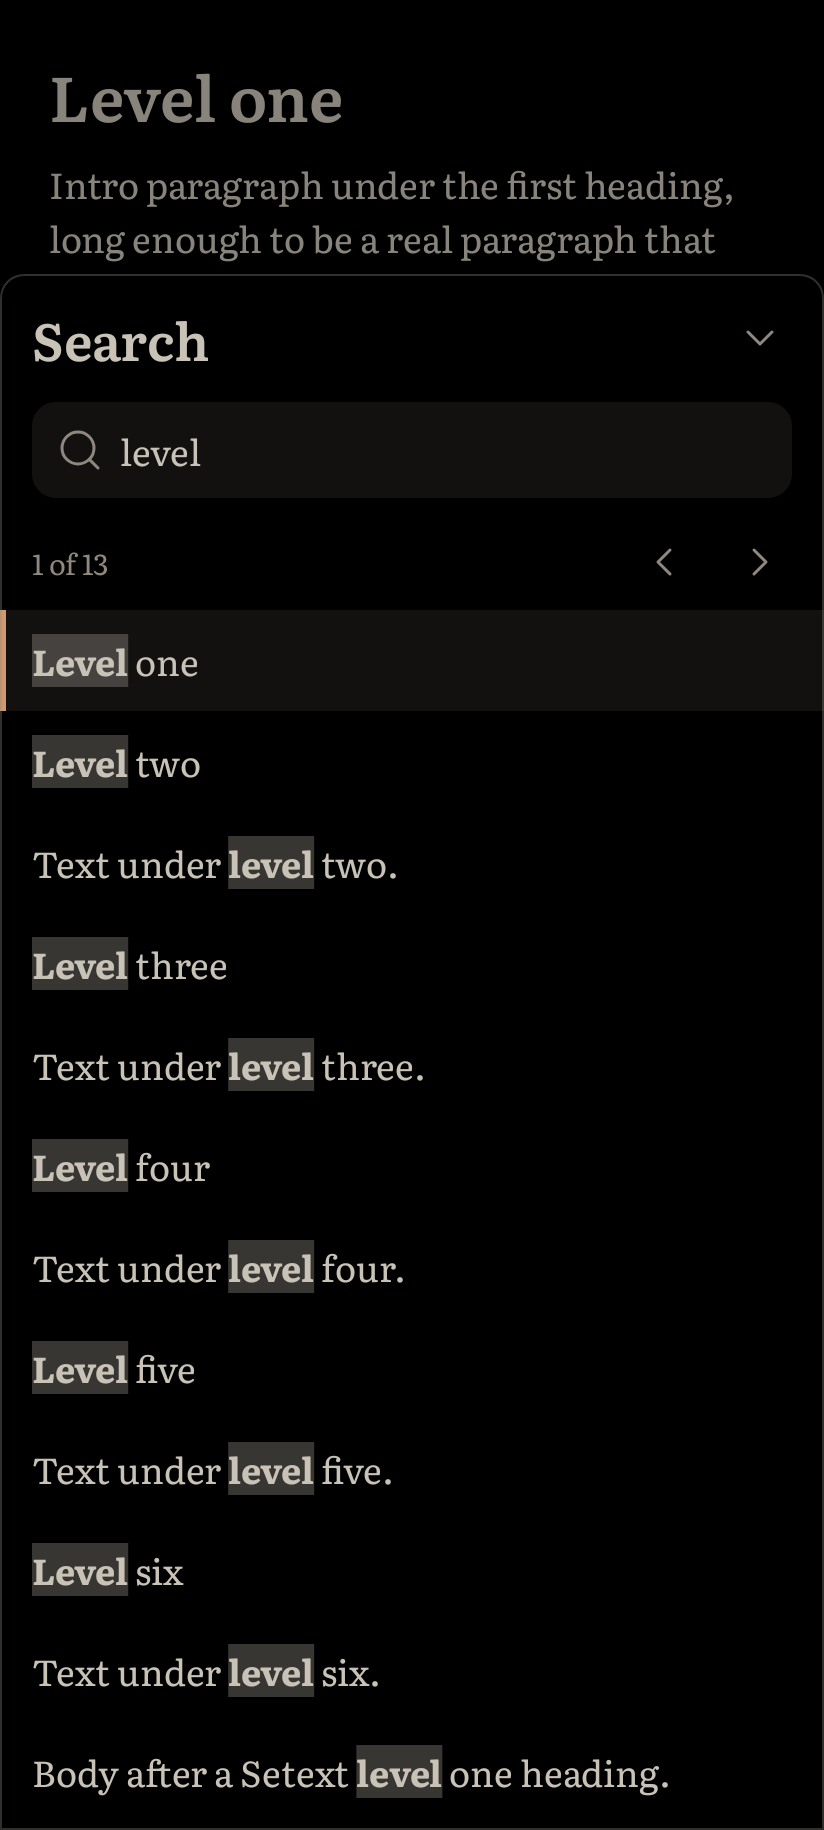 Level one
Intro paragraph under the first heading,
long enough to be a real paragraph that
Search
level
1 of 13
Level one
Level two
Text under level two.
Level three
Text under level three.
Level four
Text under level four.
Level five
Text under level five.
Level six
Text under level six.
Body after a Setext level one heading.